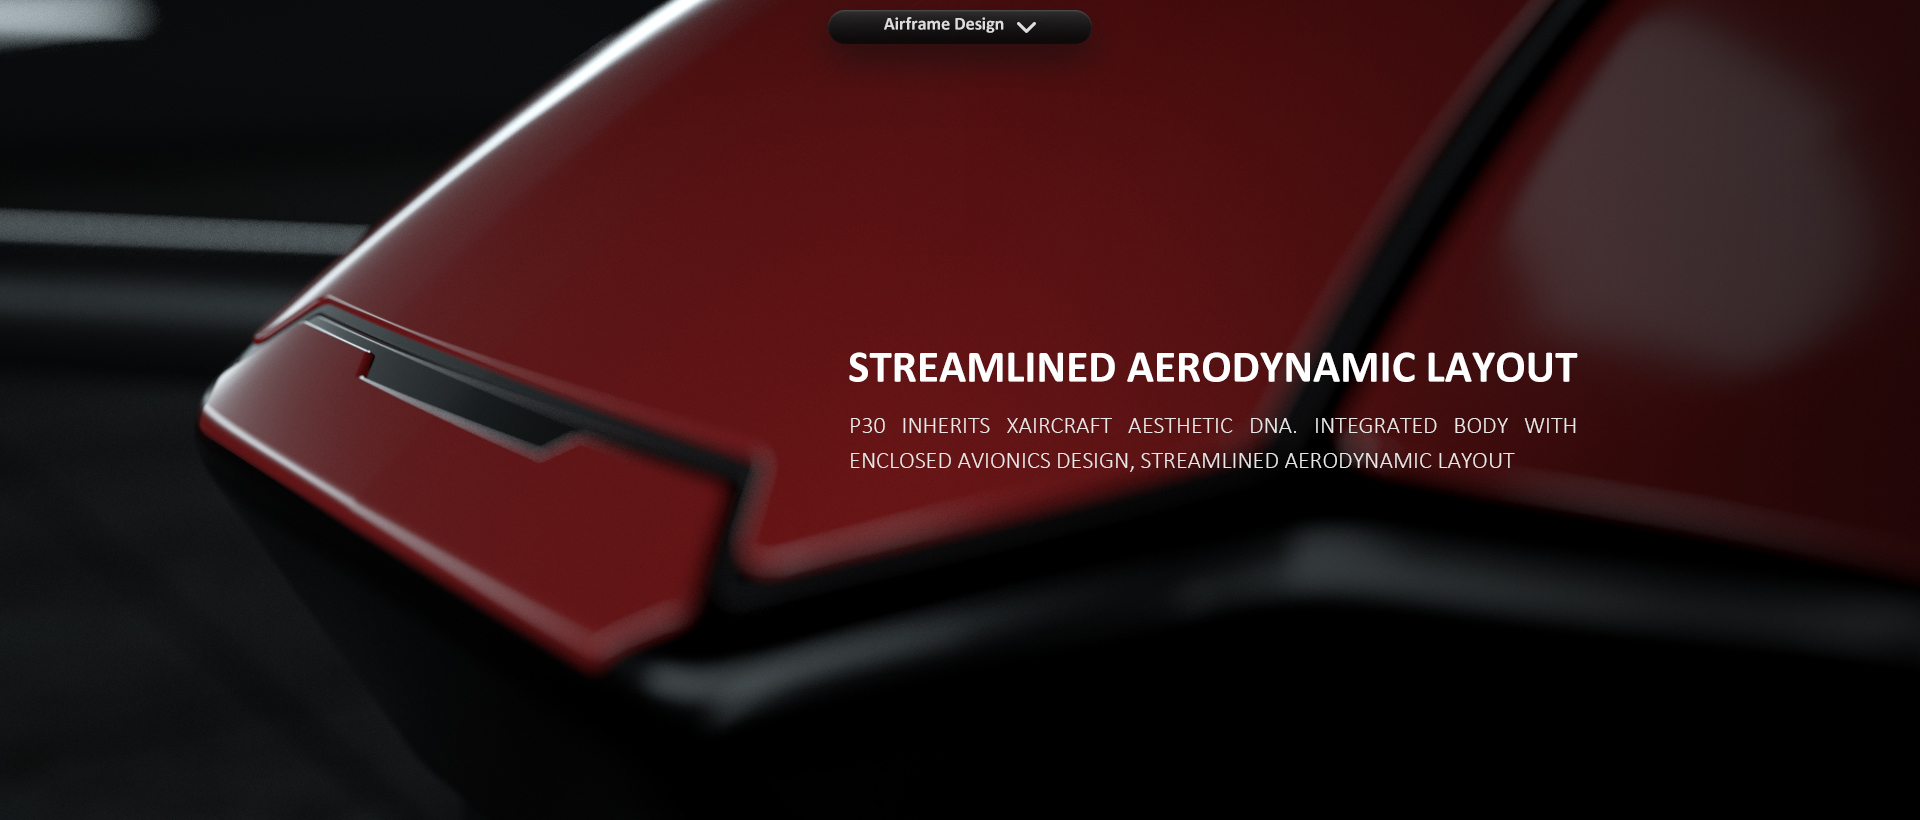 Airframe Design
STREAMLINED AERODYNAMIC LAYOUT
P30 INHERITS XAIRCRAFT AESTHETIC DNA. INTEGRATED BODY WITH
ENCLOSED AVIONICS DESIGN, STREAMLINED AERODYNAMIC LAYOUT